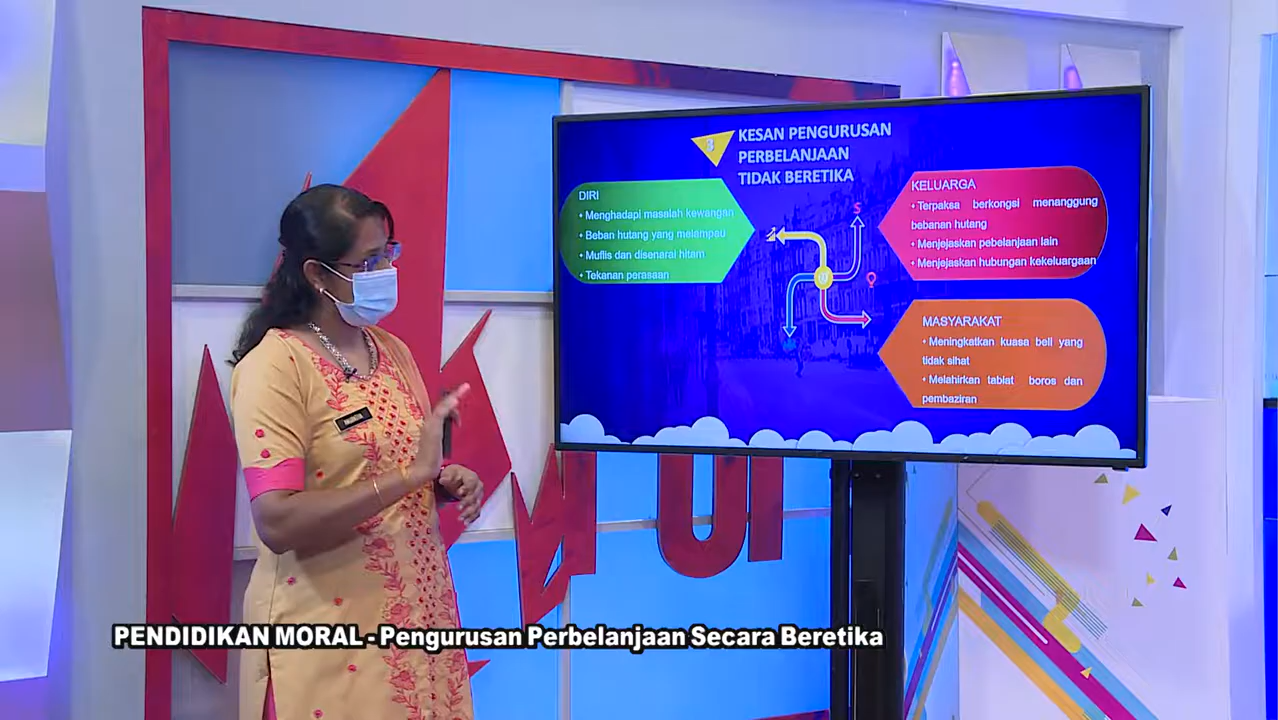 3
KESAN PENGURUSAN
PERBELANJAAN
TIDAK BERETIKA
DIRI
• Menghadapi masalah kewangan
• Beban hutang yang melampau
• Muflis dan disenarai hitam
• Tekanan perasaan
KELUARGA
• Terpaksa berkongsi menanggung
bebanan hutang
• Menjejaskan pebelanjaan lain
• Menjejaskan hubungan kekeluargaan
MASYARAKAT
• Meningkatkan kuasa beli yang
tidak sihat
• Melahirkan tabiat boros dan
pembaziran
PENDIDIKAN MORAL - Pengurusan Perbelanjaan Secara Beretika